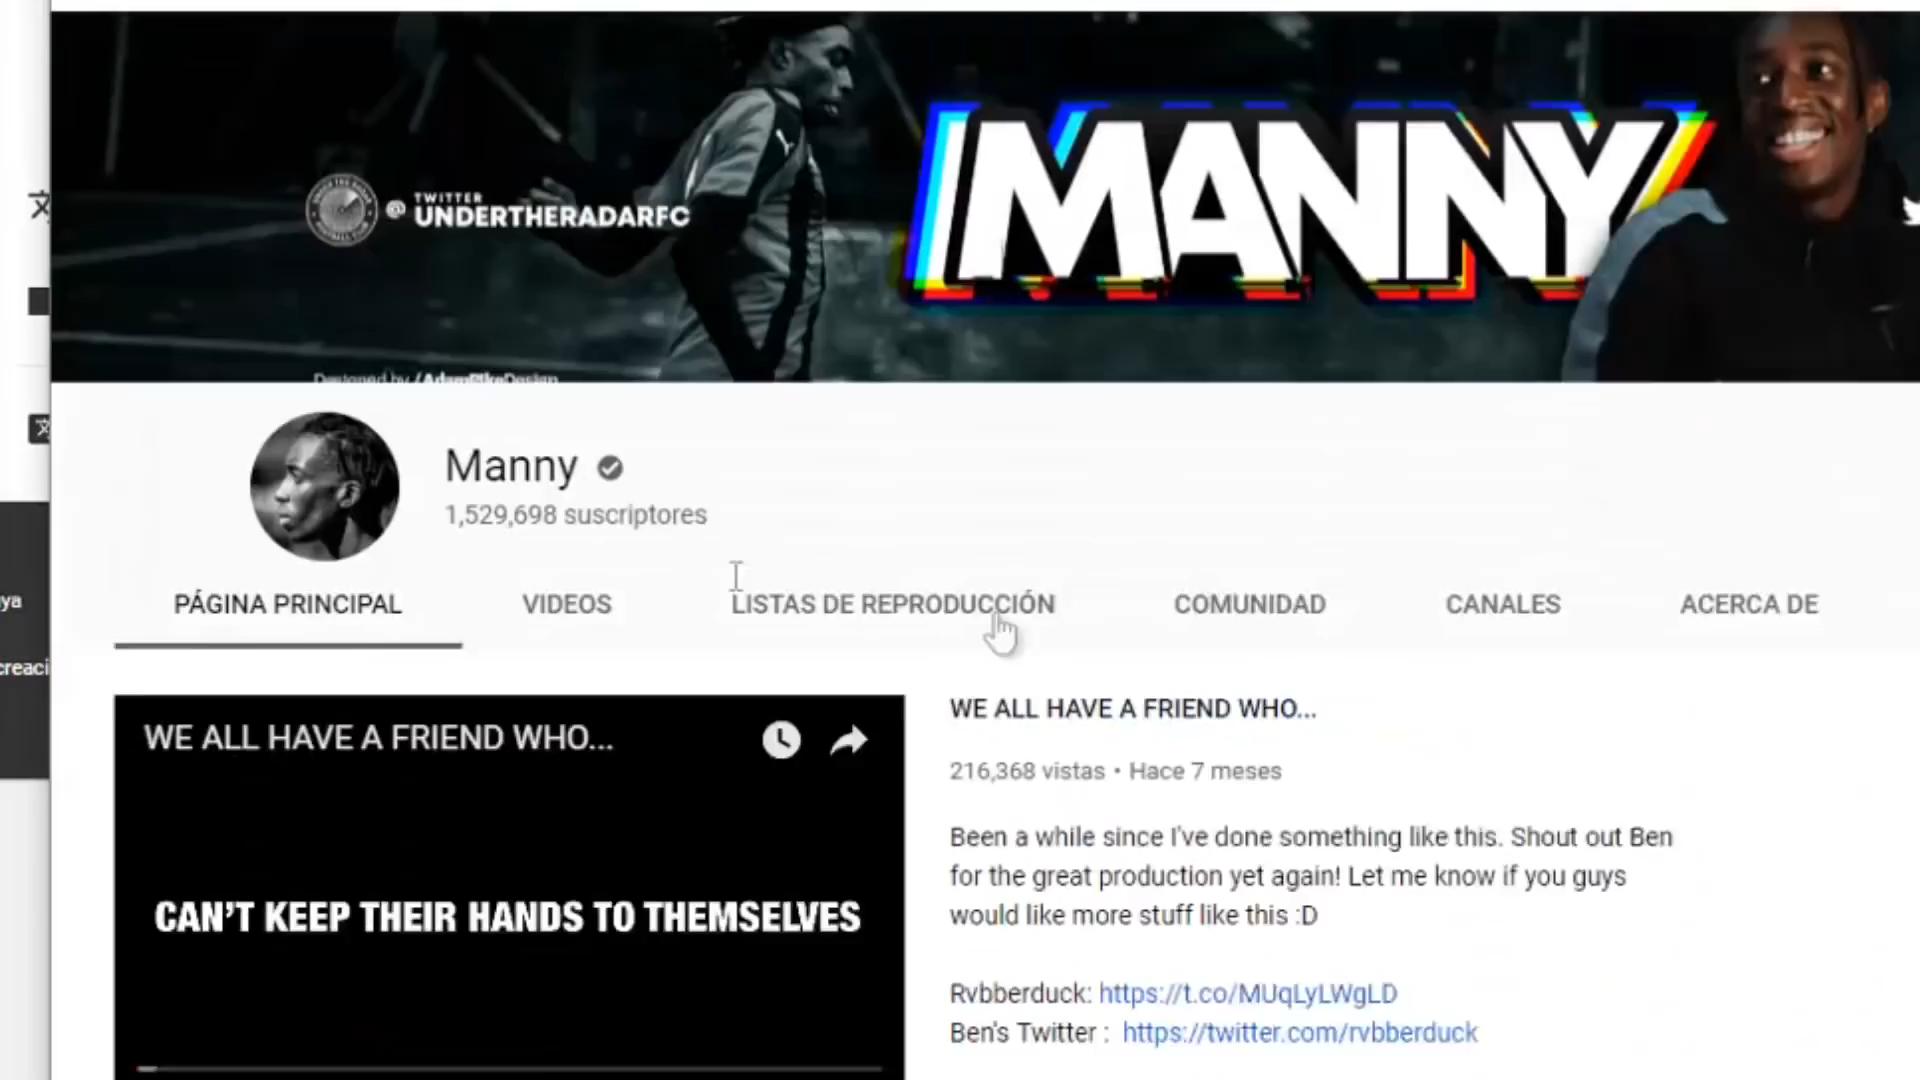 TWITTER
@ UNDERTHERADARFC
MANNY
Designed by /AdamPikeDesign
Manny
1,529,698 suscriptores
PÁGINA PRINCIPAL
VIDEOS
LISTAS DE REPRODUCCIÓN
COMUNIDAD
CANALES
ACERCA DE
ya
creaci
WE ALL HAVE A FRIEND WHO...
CAN'T KEEP THEIR HANDS TO THEMSELVES
WE ALL HAVE A FRIEND WHO...
216,368 vistas • Hace 7 meses
Been a while since I've done something like this. Shout out Ben
for the great production yet again! Let me know if you guys
would like more stuff like this :D
Rvbberduck: https://t.co/MUqLyLWgLD
Ben's Twitter : https://twitter.com/rvbberduck